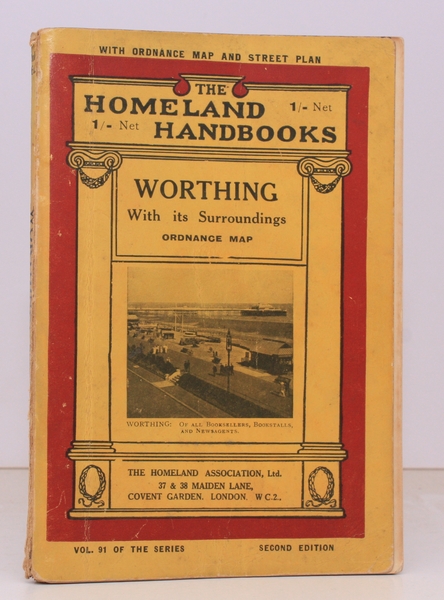 WITH ORDNANCE MAP AND STREET PLAN
THE
HOMELAND 1/- Net
1/- Net HANDBOOKS
WORTHING
With its Surroundings
ORDNANCE MAP
WORTHING: OF ALL BOOKSELLERS, BOOKSTALLS,
AND NEWSAGENTS.
THE HOMELAND ASSOCIATION, Ltd.
37 & 38 MAIDEN LANE,
COVENT GARDEN. LONDON. W C 2.,
VOL. 91 OF THE SERIES SECOND EDITION